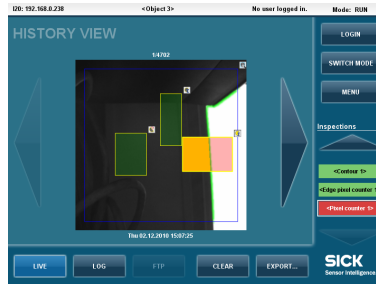 I20: 192.168.0.238
<Object 3>
No user logged in.
Mode: RUN
HISTORY VIEW
1/4702
LOGIN
SWITCH MODE
MENU
Inspections
<Contour 1>
<Edge pixel counter 1
<Pixel counter 1>
Thu 02.12.2010 15:07:25
LIVE
LOG
FTP
CLEAR
EXPORT...
SICK
Sensor Intelligence.